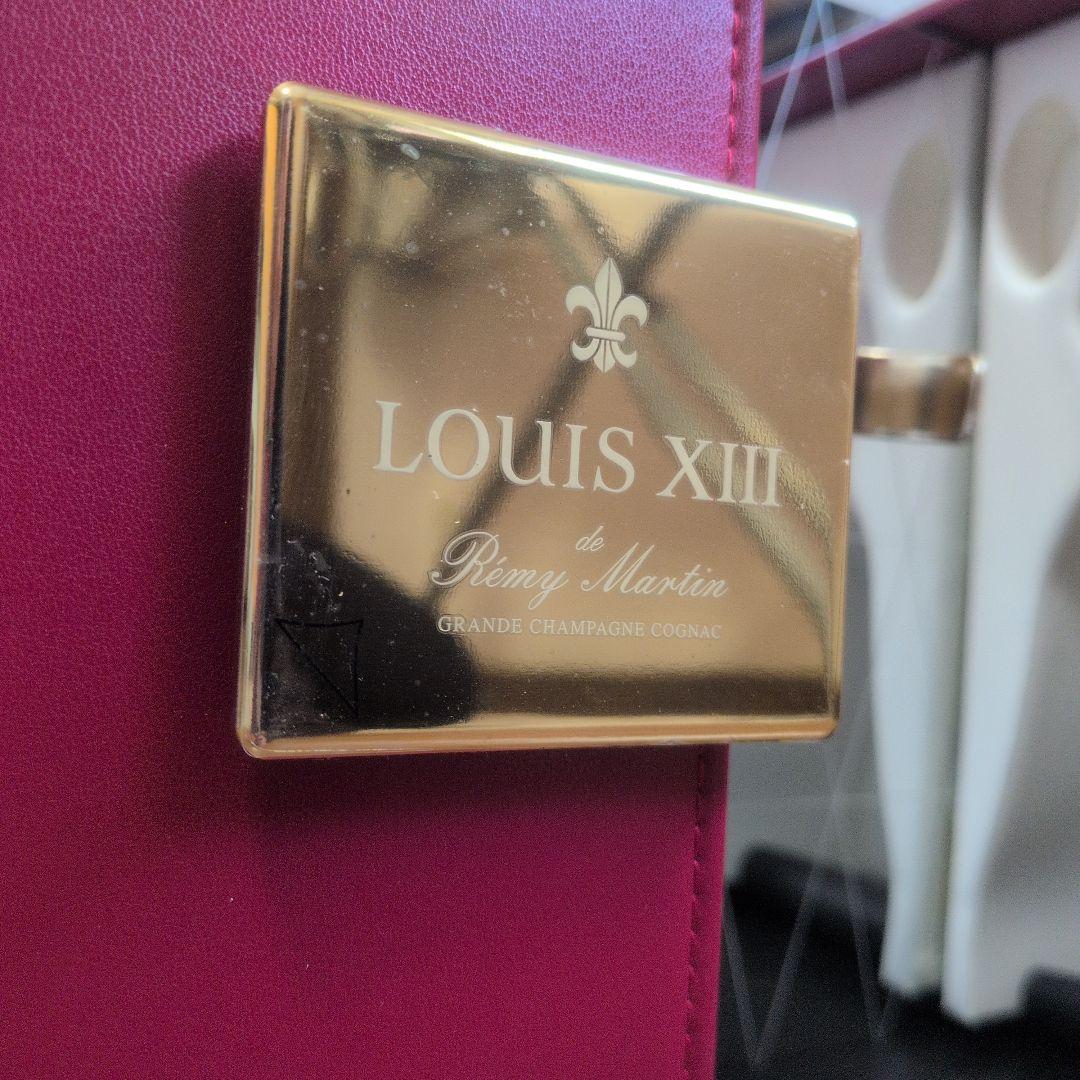 LOUIS XIII
de
Rémy Martin
GRANDE CHAMPAGNE COGNAC